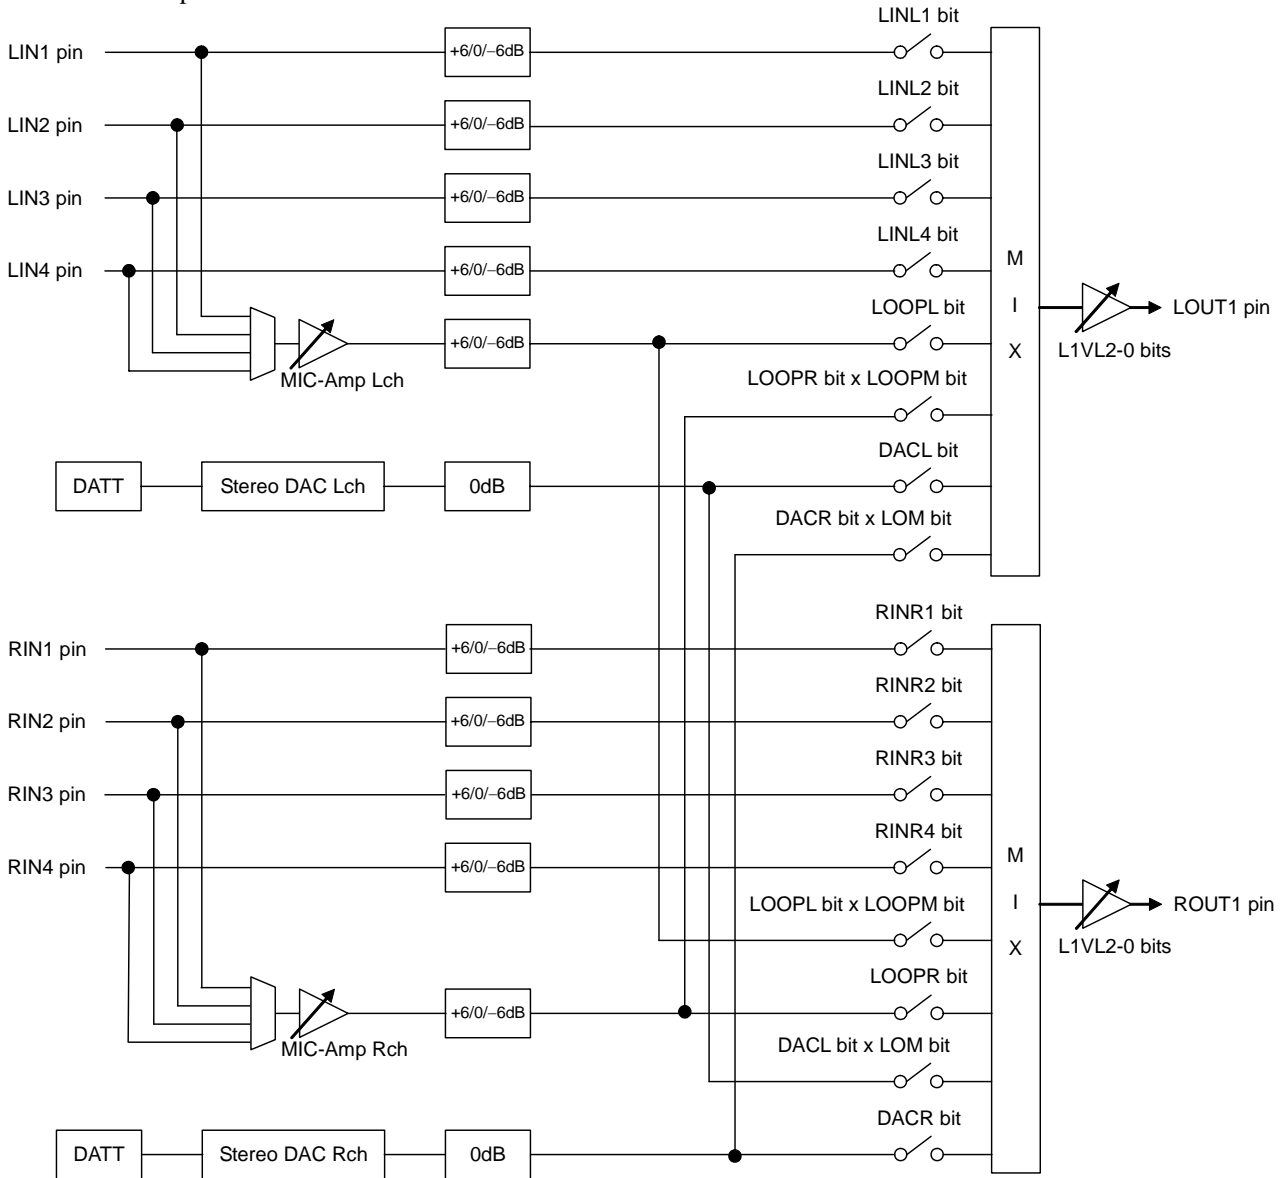 LINL1 bit
LIN1 pin
+6/0/−6dB
LINL2 bit
LIN2 pin
+6/0/−6dB
LINL3 bit
LIN3 pin
+6/0/−6dB
LINL4 bit
LIN4 pin
+6/0/−6dB
M
I
X
LOUT1 pin
L1VL2-0 bits
LOOPL bit
+6/0/−6dB
MIC-Amp Lch
LOOPR bit x LOOPM bit
DACL bit
DATT
Stereo DAC Lch
0dB
DACR bit x LOM bit
RINR1 bit
RIN1 pin
+6/0/−6dB
RINR2 bit
RIN2 pin
+6/0/−6dB
RINR3 bit
RIN3 pin
+6/0/−6dB
RINR4 bit
RIN4 pin
+6/0/−6dB
M
I
X
ROUT1 pin
L1VL2-0 bits
LOOPL bit x LOOPM bit
LOOPR bit
+6/0/−6dB
MIC-Amp Rch
DACL bit x LOM bit
DACR bit
DATT
Stereo DAC Rch
0dB